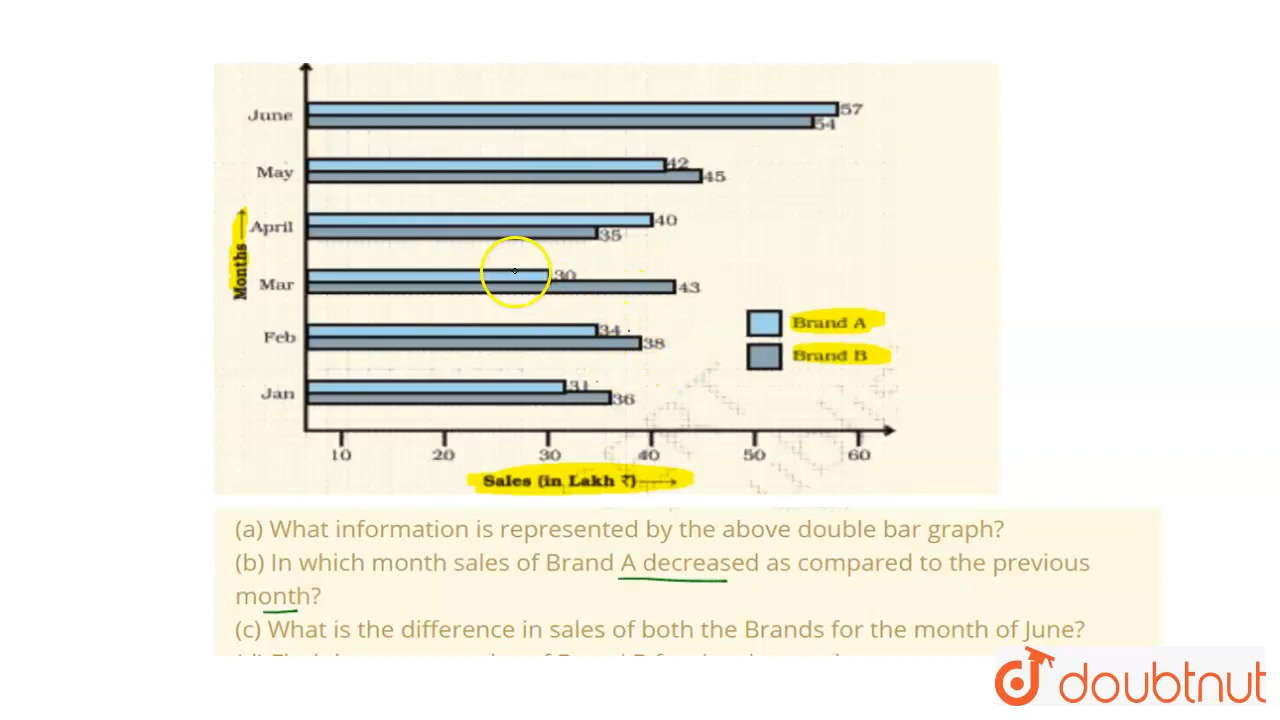 June
57
54
May
42
45
April
40
35
Months
Mar
30
43
Feb
34
38
Jan
31
36
Brand A
Brand B
10 20 30 40 50 60
Sales (in Lakh ₹)
(a) What information is represented by the above double bar graph?
(b) In which month sales of Brand A decreased as compared to the previous
month?
(c) What is the difference in sales of both the Brands for the month of June?
doubtnut